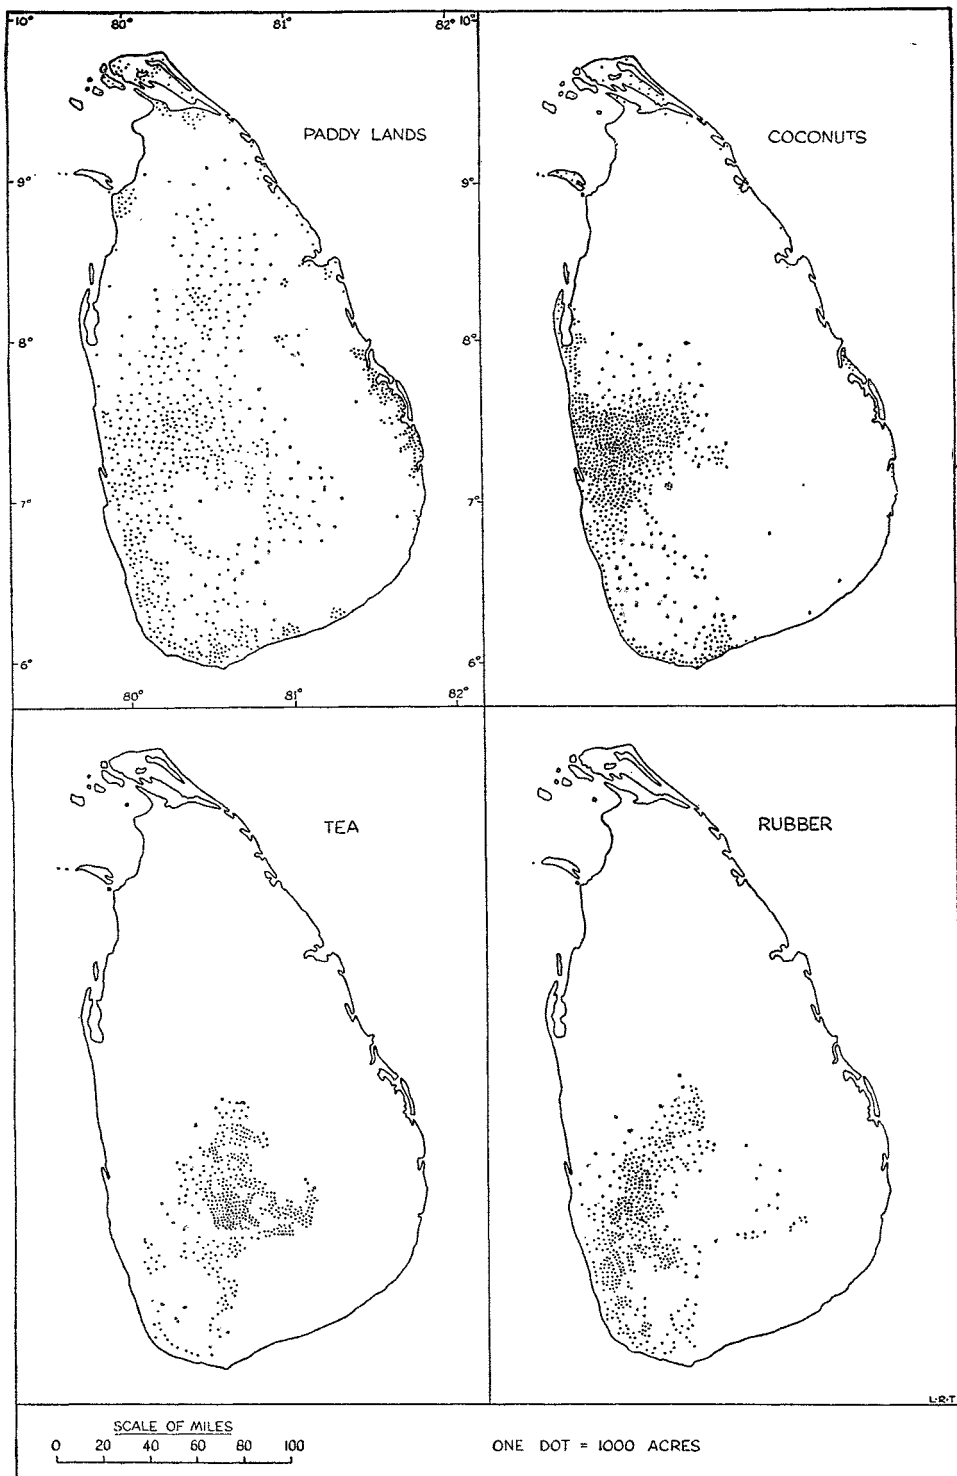 10° 80° 81° 82° 10°
PADDY LANDS
COCONUTS
9° 9°
8° 8°
7° 7°
6° 6°
80° 81° 82°
TEA
RUBBER
L·R·T
SCALE OF MILES
0 20 40 60 80 100
ONE DOT = 1000 ACRES